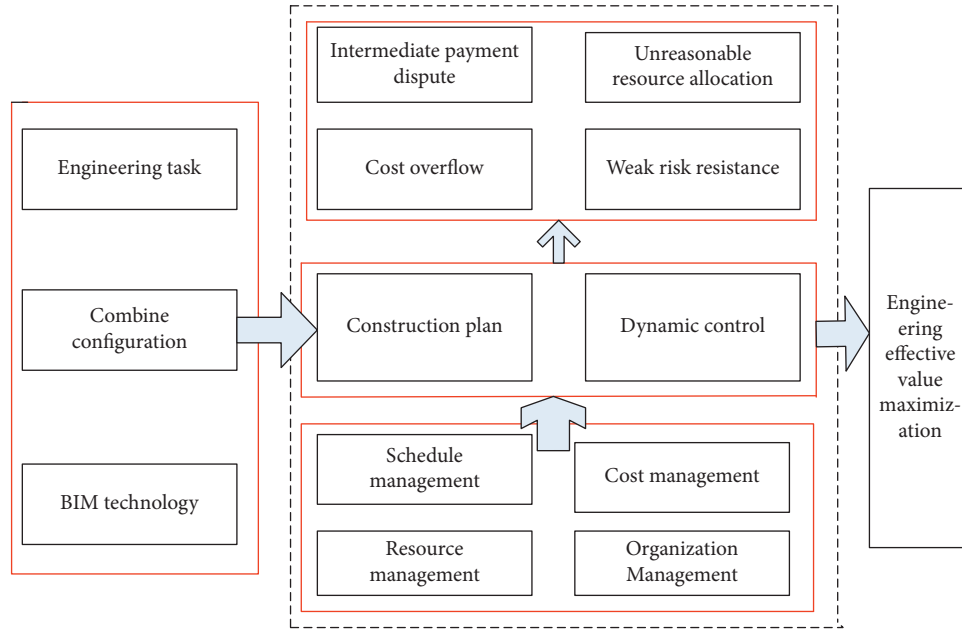 Engineering task
Combine
configuration
BIM technology
Intermediate payment
dispute
Unreasonable
resource allocation
Cost overflow
Weak risk resistance
Construction plan
Dynamic control
Schedule
management
Cost management
Resource
management
Organization
Management
Engine-
ering
effective
value
maximiz-
ation